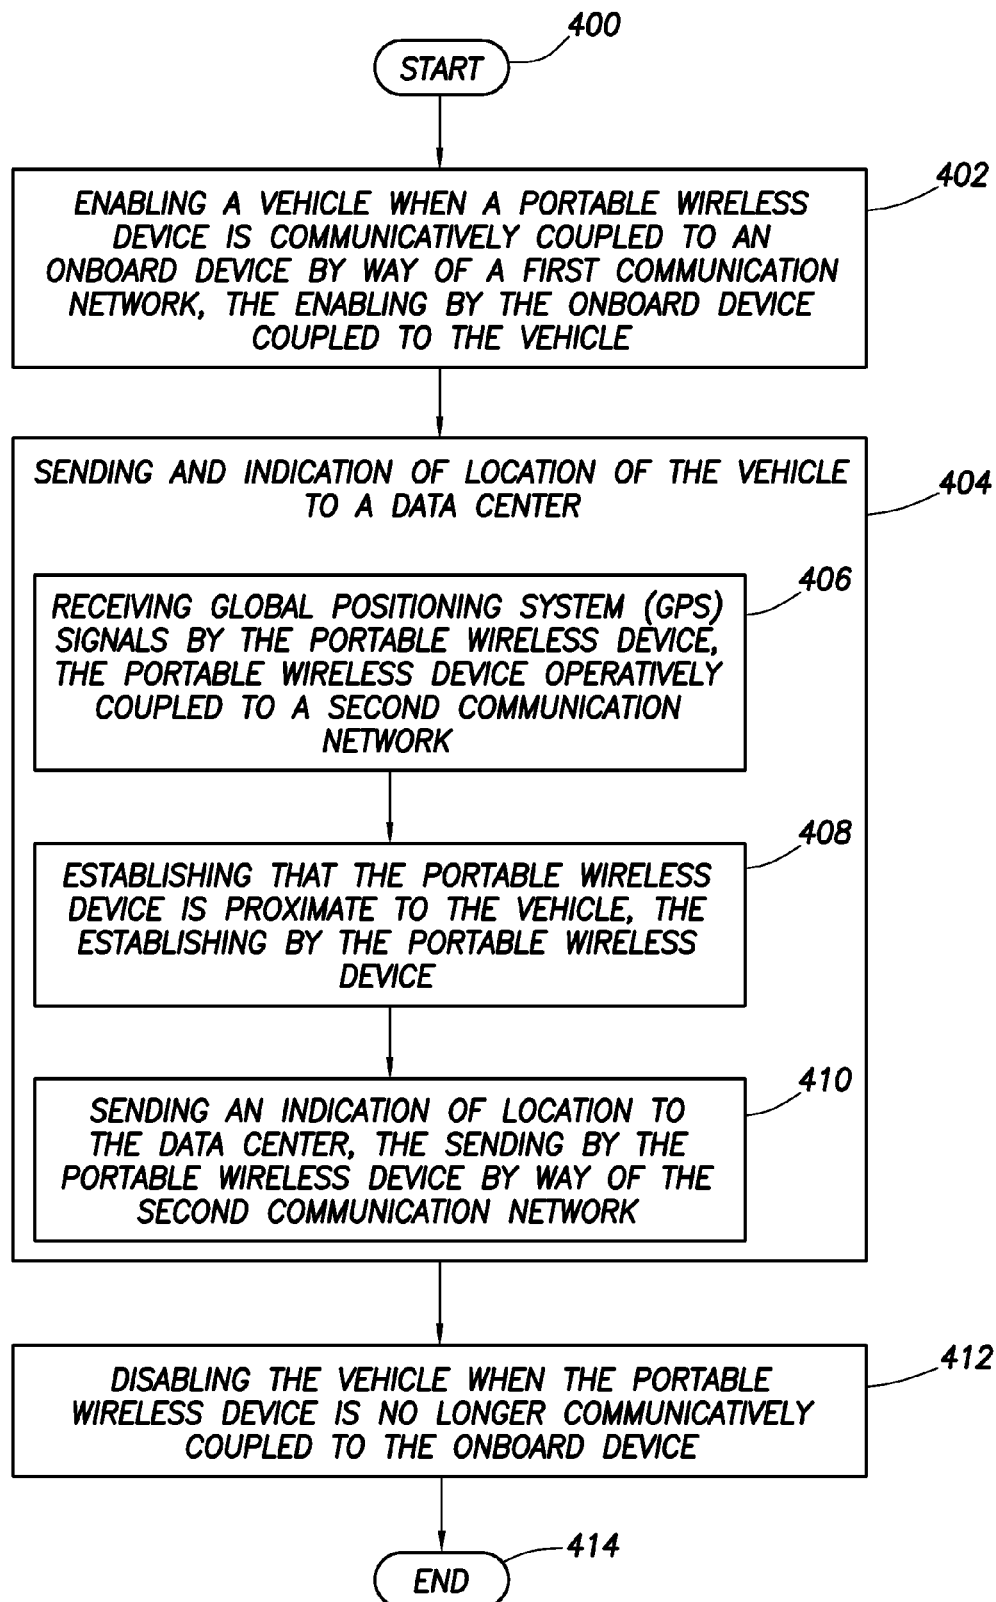 400
START
402
ENABLING A VEHICLE WHEN A PORTABLE WIRELESS
DEVICE IS COMMUNICATIVELY COUPLED TO AN
ONBOARD DEVICE BY WAY OF A FIRST COMMUNICATION
NETWORK, THE ENABLING BY THE ONBOARD DEVICE
COUPLED TO THE VEHICLE
404
SENDING AND INDICATION OF LOCATION OF THE VEHICLE
TO A DATA CENTER
406
RECEIVING GLOBAL POSITIONING SYSTEM (GPS)
SIGNALS BY THE PORTABLE WIRELESS DEVICE,
THE PORTABLE WIRELESS DEVICE OPERATIVELY
COUPLED TO A SECOND COMMUNICATION
NETWORK
408
ESTABLISHING THAT THE PORTABLE WIRELESS
DEVICE IS PROXIMATE TO THE VEHICLE, THE
ESTABLISHING BY THE PORTABLE WIRELESS
DEVICE
410
SENDING AN INDICATION OF LOCATION TO
THE DATA CENTER, THE SENDING BY THE
PORTABLE WIRELESS DEVICE BY WAY OF THE
SECOND COMMUNICATION NETWORK
412
DISABLING THE VEHICLE WHEN THE PORTABLE
WIRELESS DEVICE IS NO LONGER COMMUNICATIVELY
COUPLED TO THE ONBOARD DEVICE
414
END